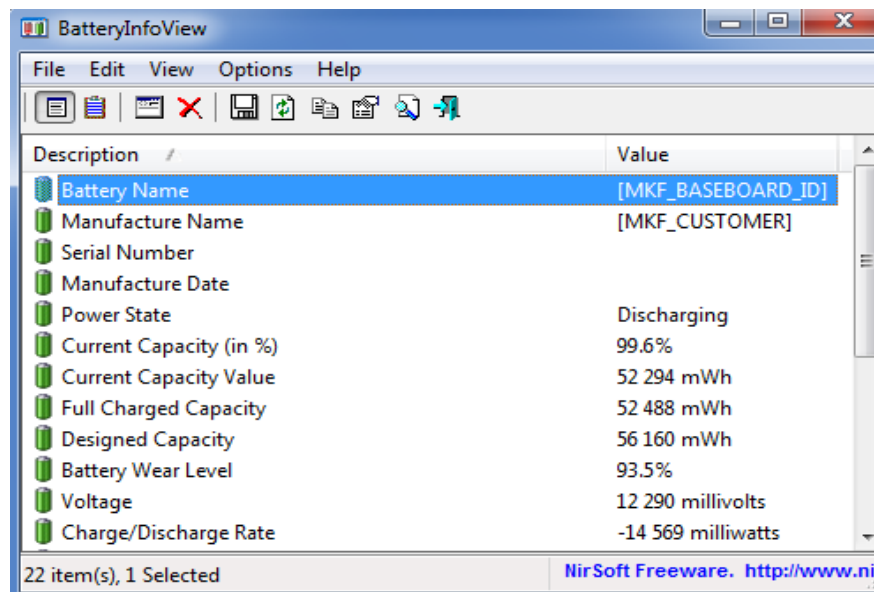 BatteryInfoView
File Edit View Options Help
Description Value
Battery Name [MKF_BASEBOARD_ID]
Manufacture Name [MKF_CUSTOMER]
Serial Number
Manufacture Date
Power State Discharging
Current Capacity (in %) 99.6%
Current Capacity Value 52 294 mWh
Full Charged Capacity 52 488 mWh
Designed Capacity 56 160 mWh
Battery Wear Level 93.5%
Voltage 12 290 millivolts
Charge/Discharge Rate -14 569 milliwatts
22 item(s), 1 Selected NirSoft Freeware. http://www.ni